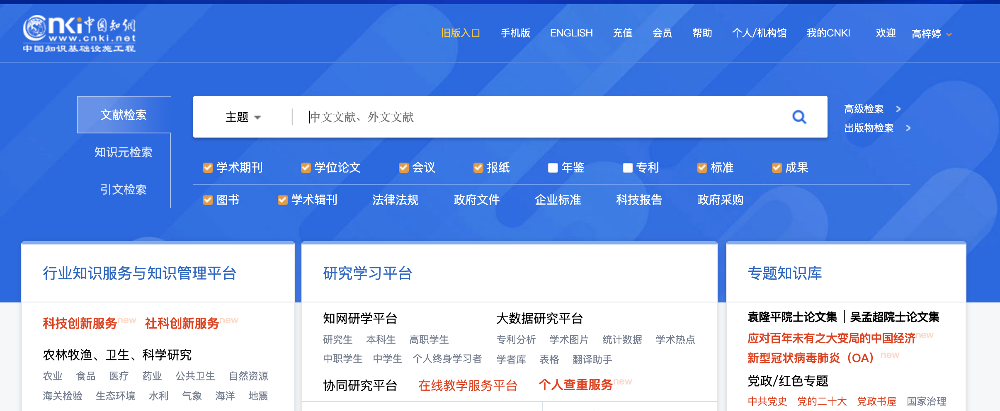 cnki中国知网
www.cnki.net
中国知识基础设施工程
旧版入口 手机版 ENGLISH 充值 会员 帮助 个人/机构馆 我的CNKI 欢迎 高梓婷
文献检索
知识元检索
引文检索
主题 中文文献、外文文献
高级检索 >
出版物检索 >
学术期刊 学位论文 会议 报纸 年鉴 专利 标准 成果
图书 学术辑刊 法律法规 政府文件 企业标准 科技报告 政府采购
行业知识服务与知识管理平台
科技创新服务new 社科创新服务new
农林牧渔、卫生、科学研究
农业 食品 医疗 药业 公共卫生 自然资源
海关检验 生态环境 水利 气象 海洋 地震
研究学习平台
知网研学平台
研究生 本科生 高职学生
中职学生 中学生 个人终身学习者
大数据研究平台
专利分析 学术图片 统计数据 学术热点
学者库 表格 翻译助手
协同研究平台 在线教学服务平台 个人查重服务new
专题知识库
袁隆平院士论文集｜吴孟超院士论文集
应对百年未有之大变局的中国经济new
新型冠状病毒肺炎（OA）new
党政/红色专题
中共党史 党的二十大 党政书屋 国家治理